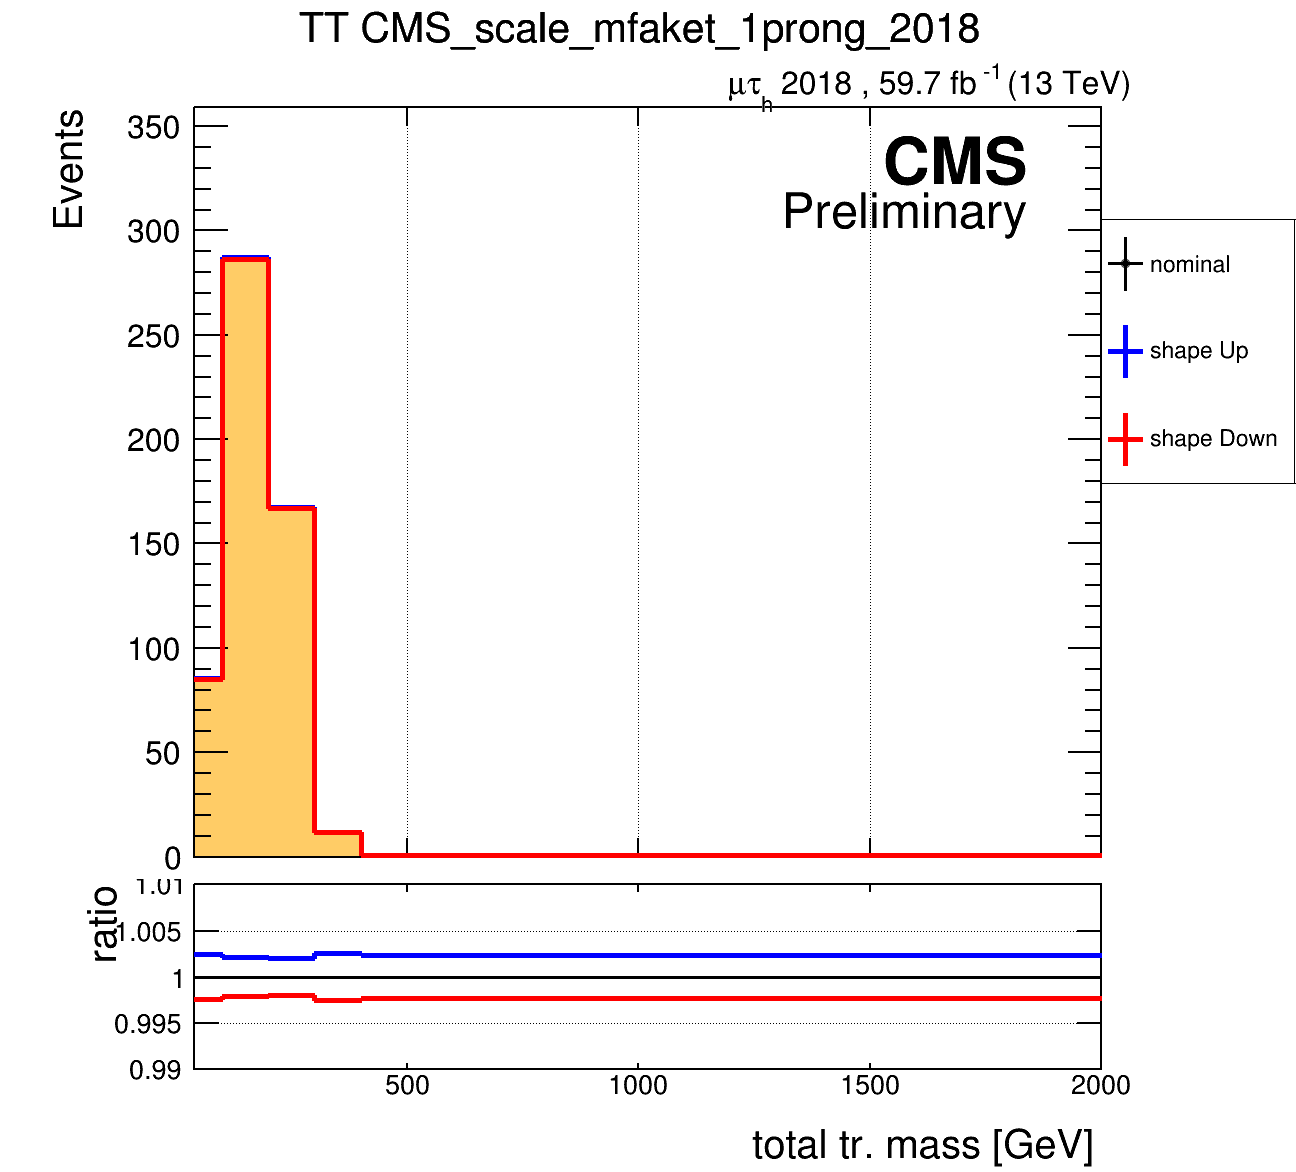 TT CMS_scale_mfaket_1prong_2018
μτh 2018 , 59.7 fb-1 (13 TeV)
Events
350
300
250
200
150
100
50
0
CMS
Preliminary
nominal
shape Up
shape Down
ratio
1.01
1.005
1
0.995
0.99
500 1000 1500 2000
total tr. mass [GeV]